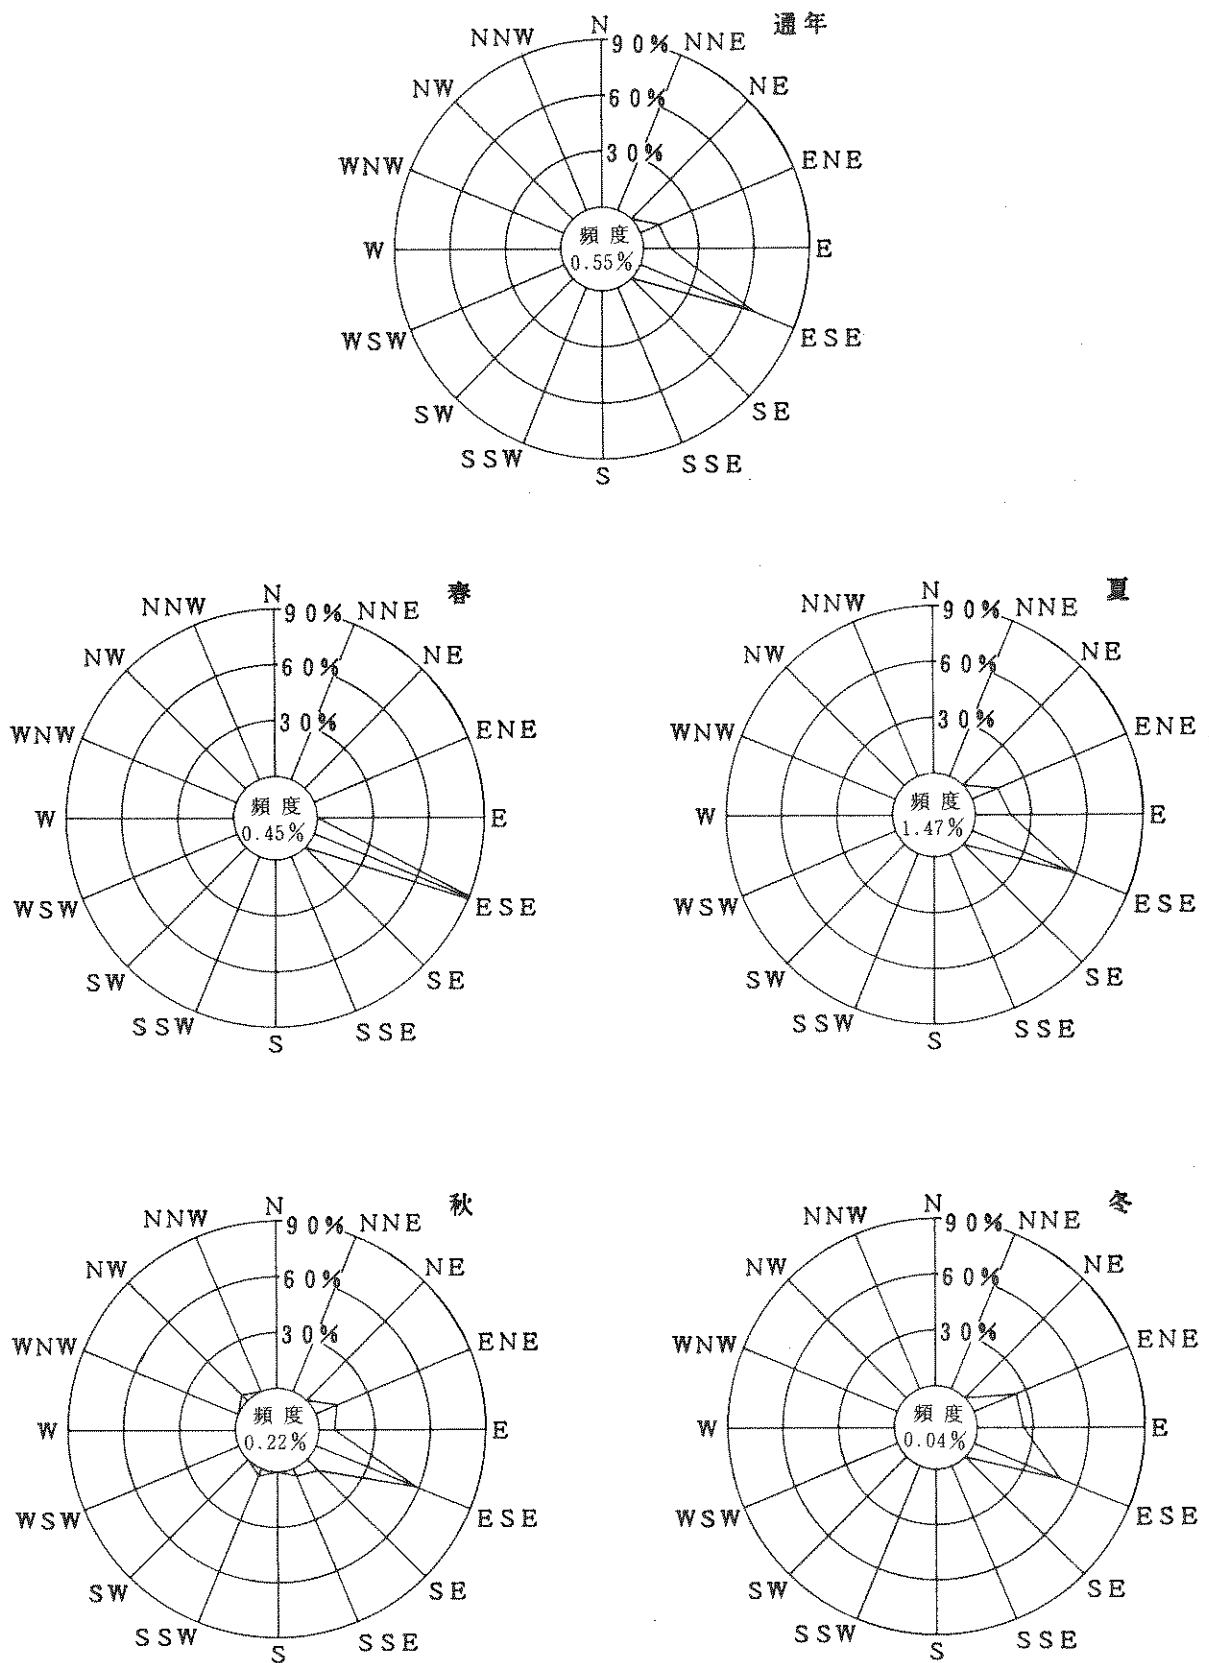 通年
N
90%
NNE
NE
ENE
E
ESE
SE
SSE
S
SSW
SW
WSW
W
WNW
NW
NNW
60%
30%
頻度
0.55%
春
N
90%
NNE
NE
ENE
E
ESE
SE
SSE
S
SSW
SW
WSW
W
WNW
NW
NNW
60%
30%
頻度
0.45%
夏
N
90%
NNE
NE
ENE
E
ESE
SE
SSE
S
SSW
SW
WSW
W
WNW
NW
NNW
60%
30%
頻度
1.47%
秋
N
90%
NNE
NE
ENE
E
ESE
SE
SSE
S
SSW
SW
WSW
W
WNW
NW
NNW
60%
30%
頻度
0.22%
冬
N
90%
NNE
NE
ENE
E
ESE
SE
SSE
S
SSW
SW
WSW
W
WNW
NW
NNW
60%
30%
頻度
0.04%